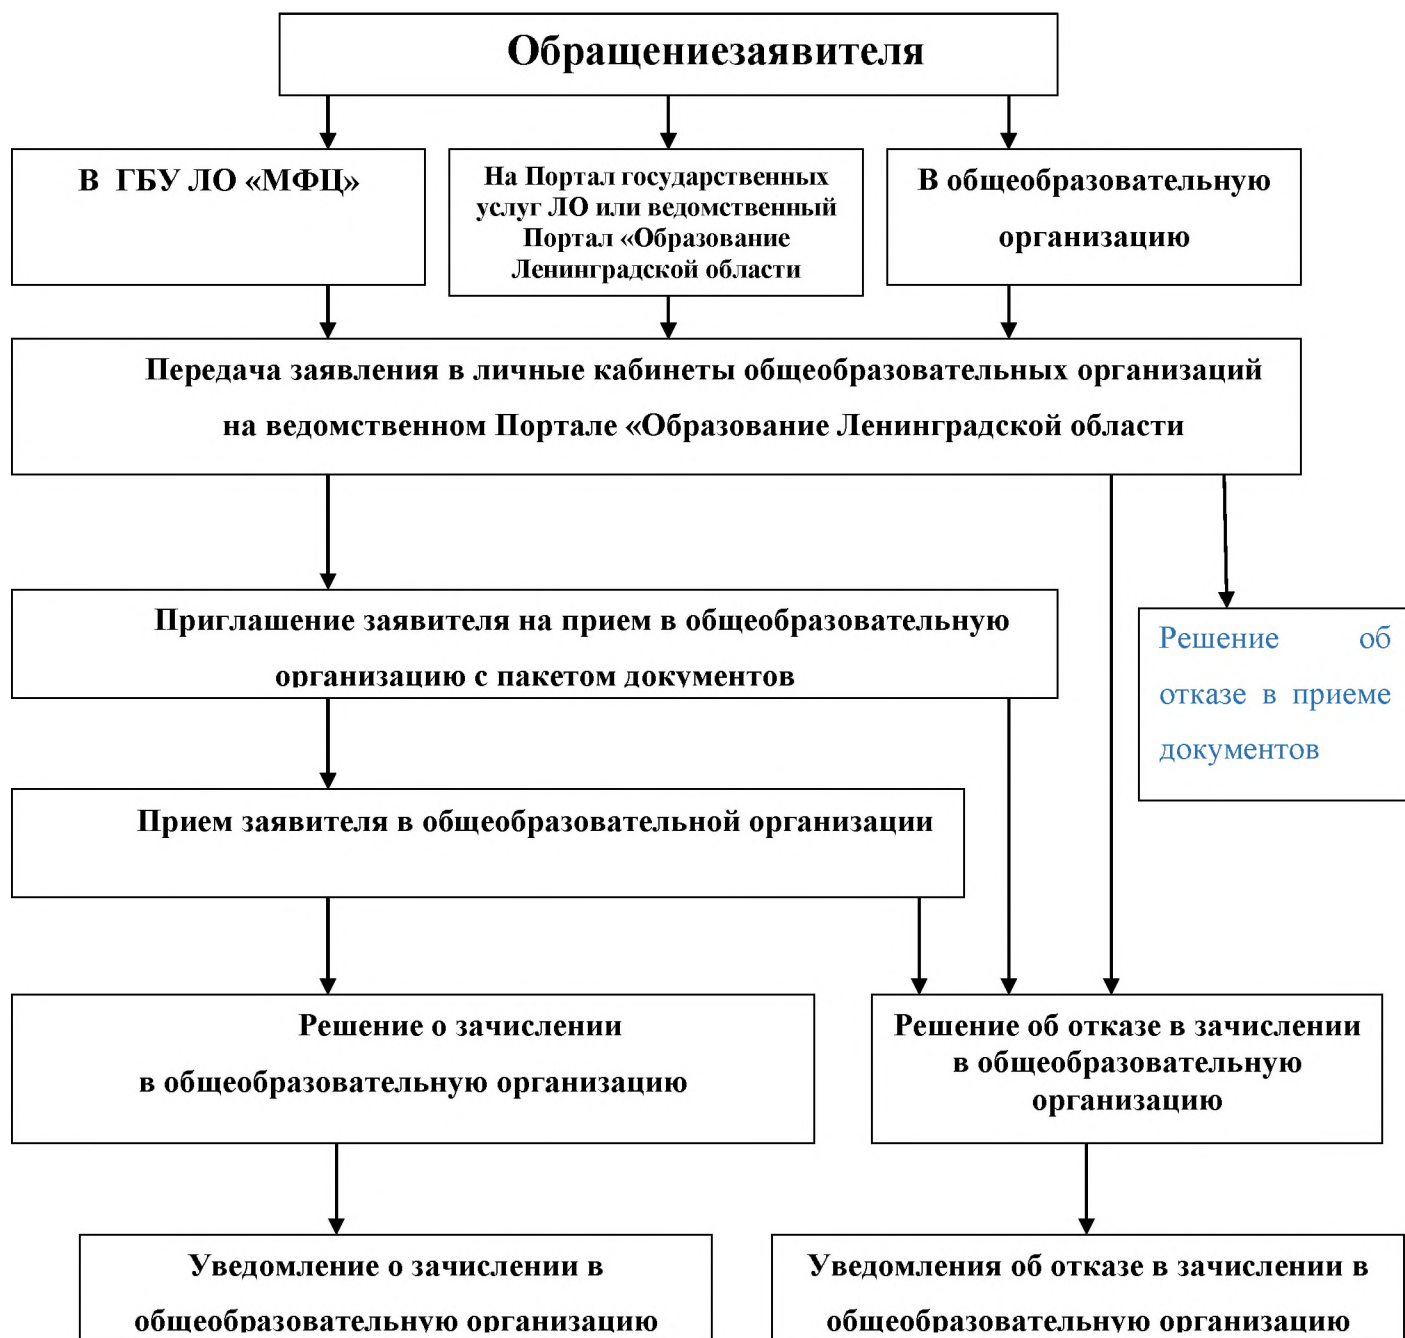 Обращениезаявителя
В ГБУ ЛО «МФЦ»
На Портал государственных
услуг ЛО или ведомственный
Портал «Образование
Ленинградской области
В общеобразовательную
организацию
Передача заявления в личные кабинеты общеобразовательных организаций
на ведомственном Портале «Образование Ленинградской области
Приглашение заявителя на прием в общеобразовательную
организацию с пакетом документов
Решение об
отказе в приеме
документов
Прием заявителя в общеобразовательной организации
Решение о зачислении
в общеобразовательную организацию
Решение об отказе в зачислении
в общеобразовательную
организацию
Уведомление о зачислении в
общеобразовательную организацию
Уведомления об отказе в зачислении в
общеобразовательную организацию